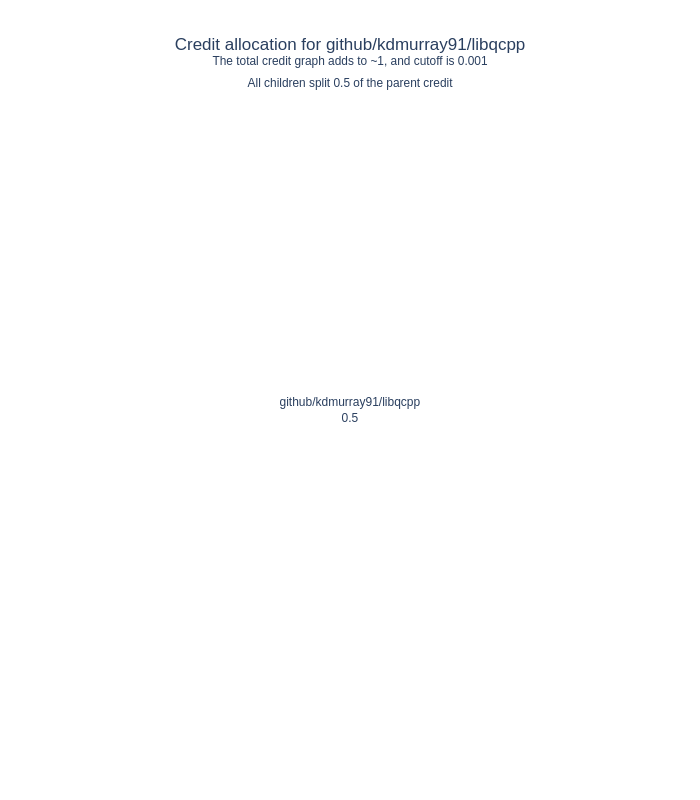 Credit allocation for github/kdmurray91/libqcpp
The total credit graph adds to ~1, and cutoff is 0.001
All children split 0.5 of the parent credit
github/kdmurray91/libqcpp
0.5